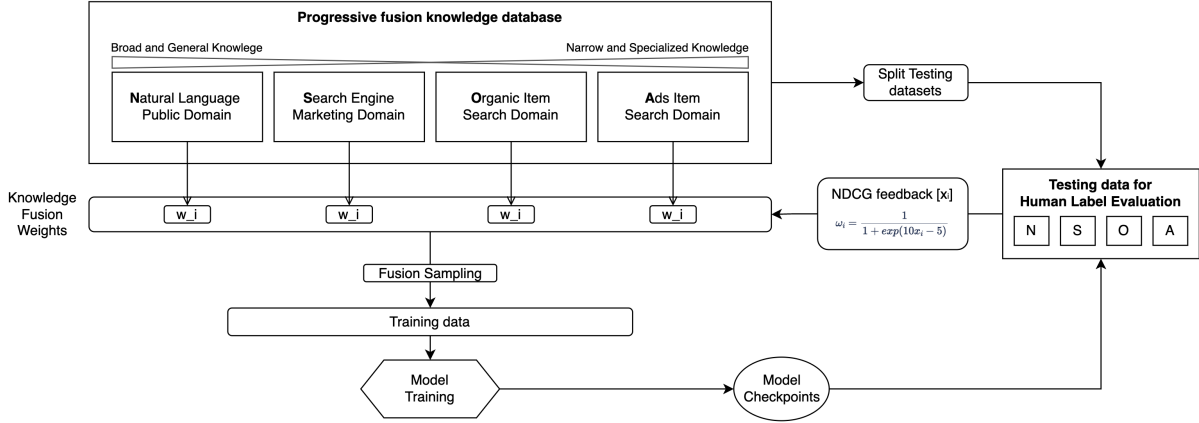 Progressive fusion knowledge database
Broad and General Knowlege
Narrow and Specialized Knowledge
Natural Language
Public Domain
Search Engine
Marketing Domain
Organic Item
Search Domain
Ads Item
Search Domain
Split Testing
datasets
Knowledge
Fusion
Weights
w_i
w_i
w_i
w_i
NDCG feedback [xᵢ]
ωᵢ = 1 / (1 + exp(10xᵢ − 5))
Testing data for
Human Label Evaluation
N S O A
Fusion Sampling
Training data
Model
Training
Model
Checkpoints